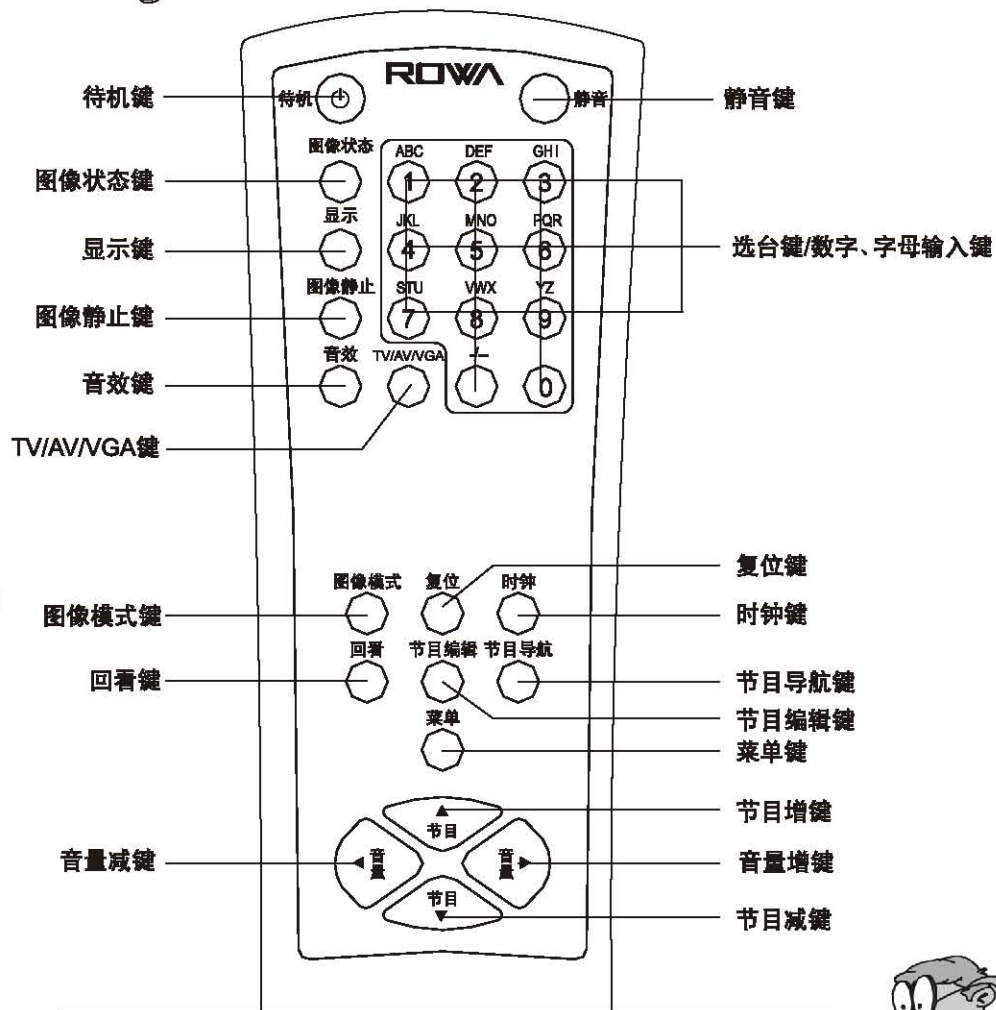 ROWA
待机键
待机
静音
静音键
图像状态
ABC
DEF
GHI
图像状态键
1
2
3
显示
JKL
MNO
PQR
显示键
4
5
6
选台键/数字、字母输入键
图像静止
STU
VWX
YZ
图像静止键
7
8
9
音效
TV/AV/VGA
-/--
音效键
0
TV/AV/VGA键
复位键
图像模式
复位
时钟
图像模式键
时钟键
回看
节目编辑
节目导航
回看键
节目导航键
节目编辑键
菜单
菜单键
节目增键
节目
音量减键
音量
音量
音量增键
节目
节目减键